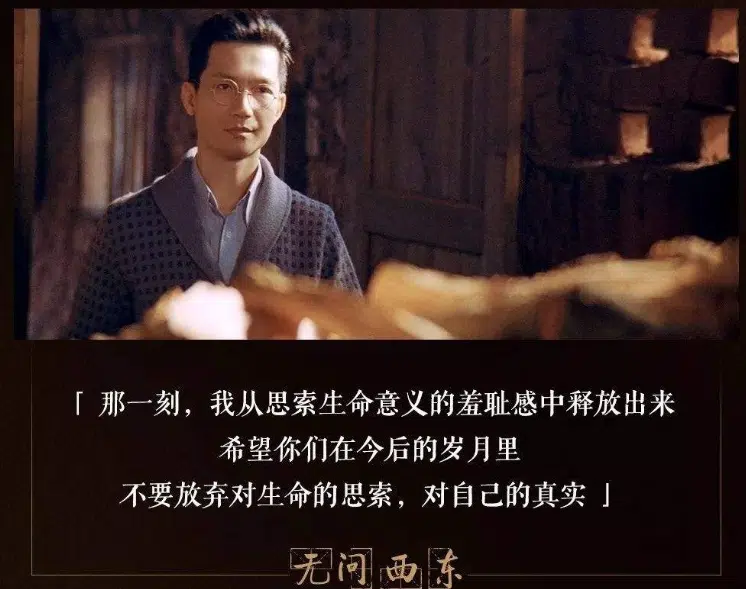 「 那一刻，我从思索生命意义的羞耻感中释放出来
希望你们在今后的岁月里
不要放弃对生命的思索，对自己的真实 」
无问西东